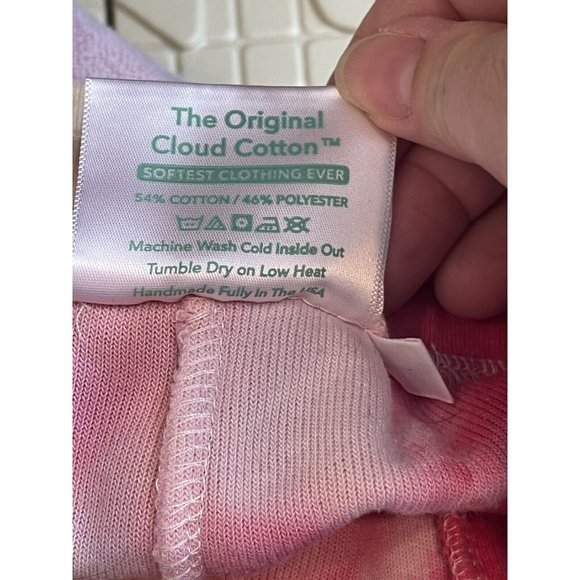 The Original
Cloud Cotton™
SOFTEST CLOTHING EVER
54% COTTON / 46% POLYESTER
Machine Wash Cold Inside Out
Tumble Dry on Low Heat
Handmade Fully In The USA